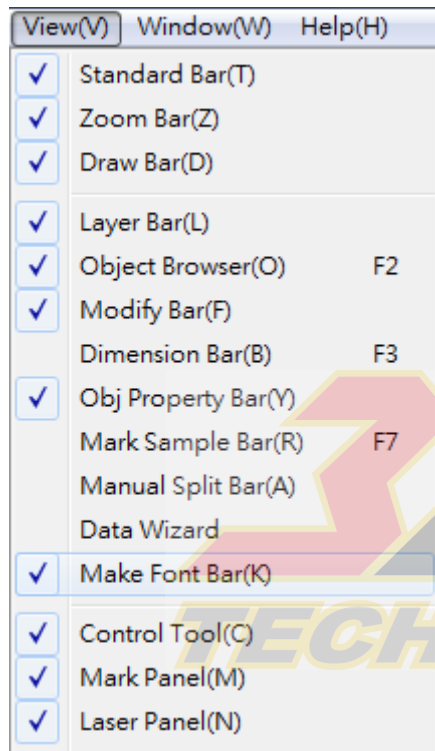 View(V) Window(W) Help(H)
Standard Bar(T)
Zoom Bar(Z)
Draw Bar(D)
Layer Bar(L)
Object Browser(O) F2
Modify Bar(F)
Dimension Bar(B) F3
Obj Property Bar(Y)
Mark Sample Bar(R) F7
Manual Split Bar(A)
Data Wizard
Make Font Bar(K)
Control Tool(C)
Mark Panel(M)
Laser Panel(N)